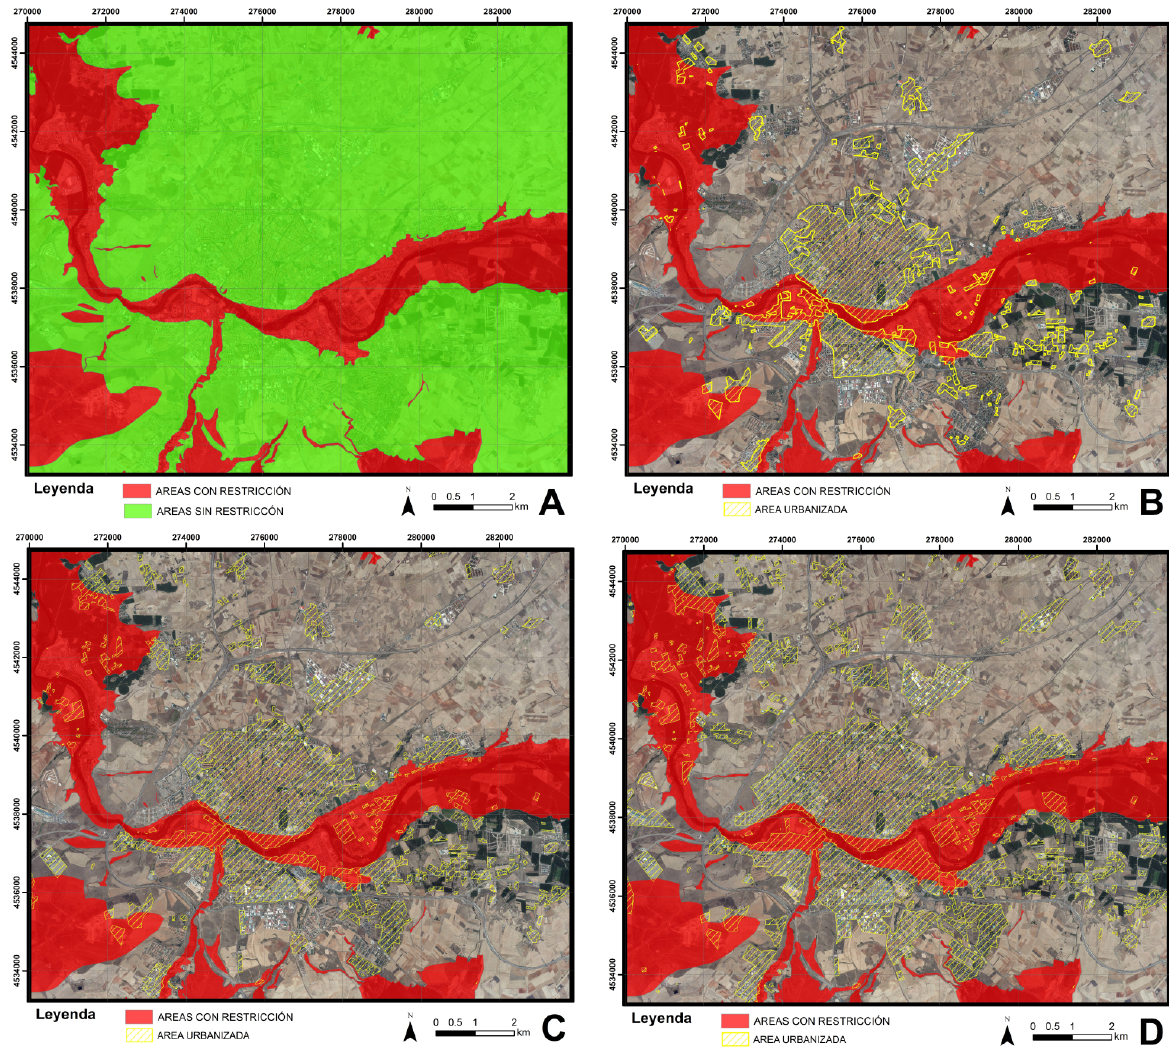 270000 272000 274000 276000 278000 280000 282000
4544000
4542000
4540000
4538000
4536000
4534000
Leyenda
AREAS CON RESTRICCIÓN
AREAS SIN RESTRICCÓN
N
0 0.5 1 2
km
A
270000 272000 274000 276000 278000 280000 282000
4544000
4542000
4540000
4538000
4536000
4534000
Leyenda
AREAS CON RESTRICCIÓN
AREA URBANIZADA
N
0 0.5 1 2
km
B
270000 272000 274000 276000 278000 280000 282000
4544000
4542000
4540000
4538000
4536000
4534000
Leyenda
AREAS CON RESTRICCIÓN
AREA URBANIZADA
N
0 0.5 1 2
km
C
270000 272000 274000 276000 278000 280000 282000
4544000
4542000
4540000
4538000
4536000
4534000
Leyenda
AREAS CON RESTRICCIÓN
AREA URBANIZADA
N
0 0.5 1 2
km
D